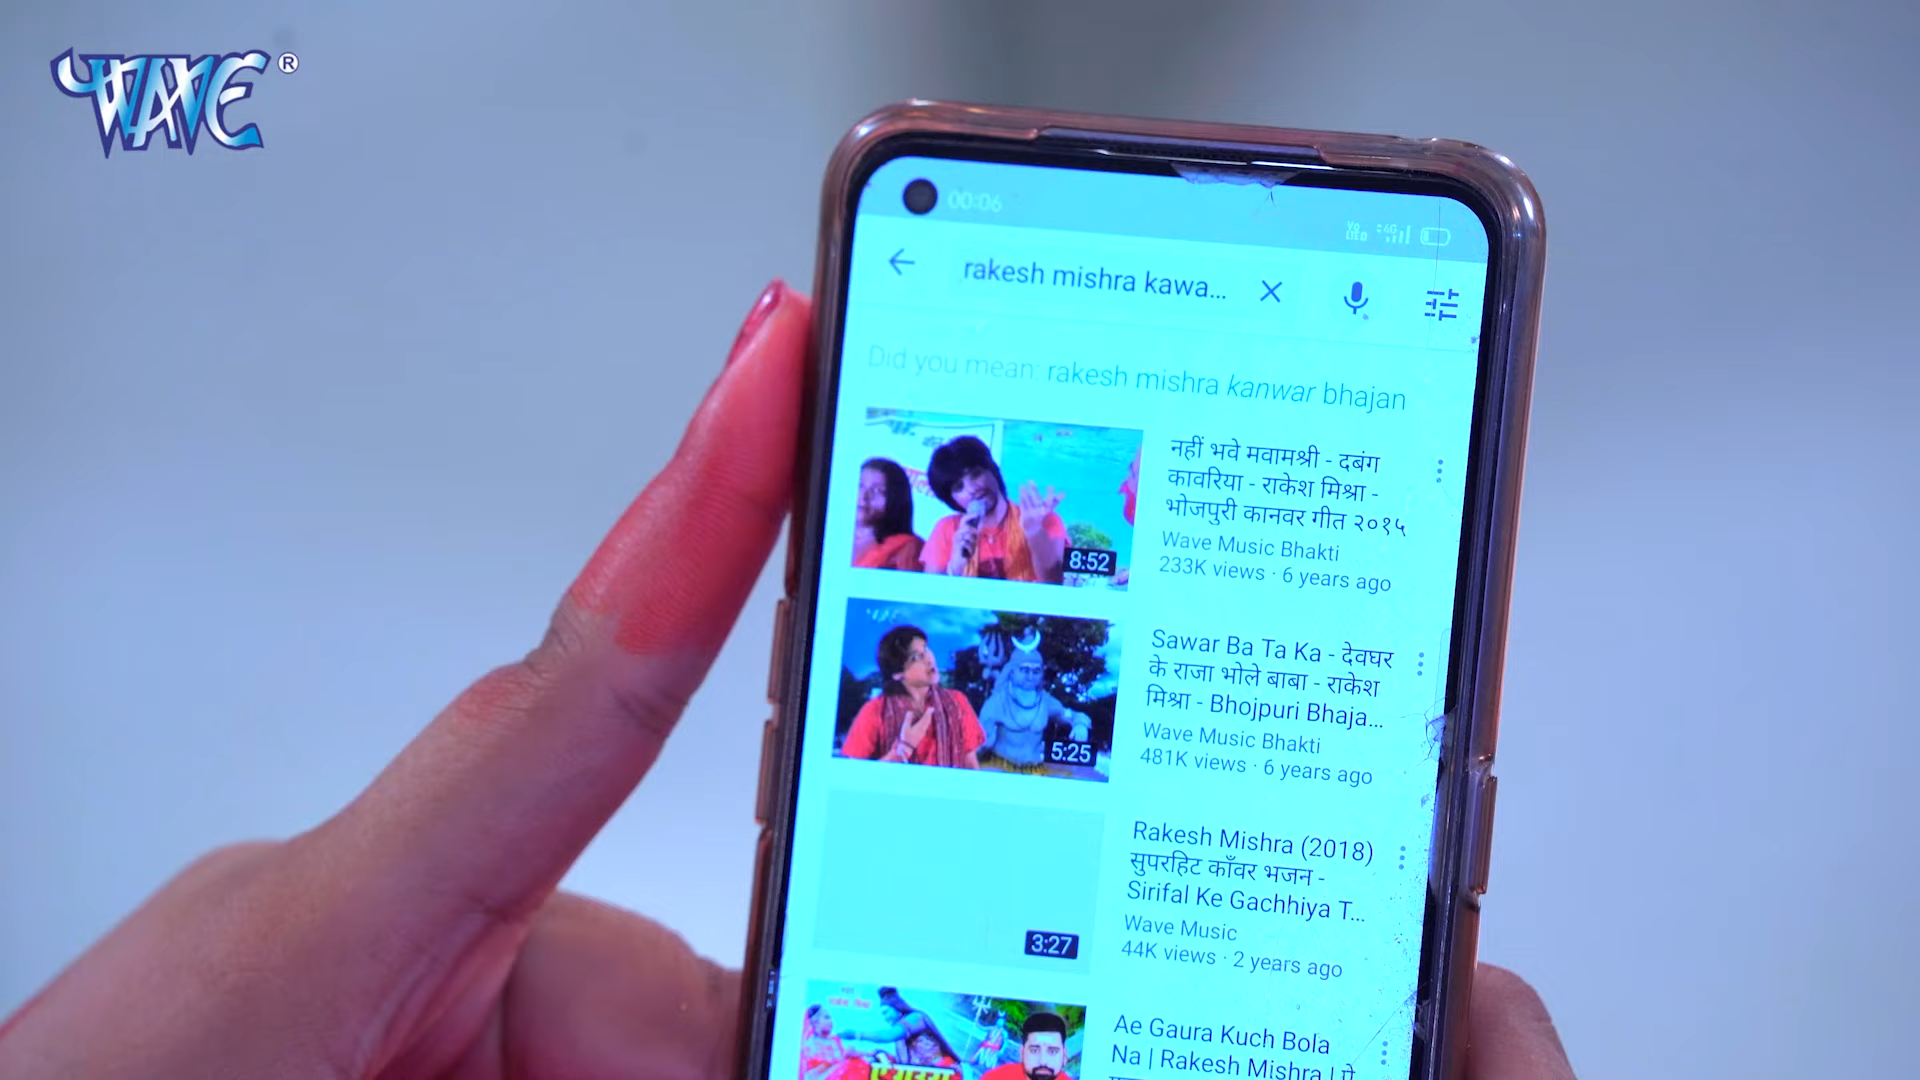 WAVE ®
00:06
Vo LTED 4G
rakesh mishra kawa...
Did you mean: rakesh mishra kanwar bhajan
नहीं भवे मवामश्री - दबंग
कावरिया - राकेश मिश्रा -
भोजपुरी कानवर गीत २०१५
Wave Music Bhakti
233K views · 6 years ago
8:52
Sawar Ba Ta Ka - देवघर
के राजा भोले बाबा - राकेश
मिश्रा - Bhojpuri Bhaja...
Wave Music Bhakti
481K views · 6 years ago
5:25
Rakesh Mishra (2018)
सुपरहिट काँवर भजन -
Sirifal Ke Gachhiya T...
Wave Music
44K views · 2 years ago
3:27
Ae Gaura Kuch Bola
Na | Rakesh Mishra | ऐ